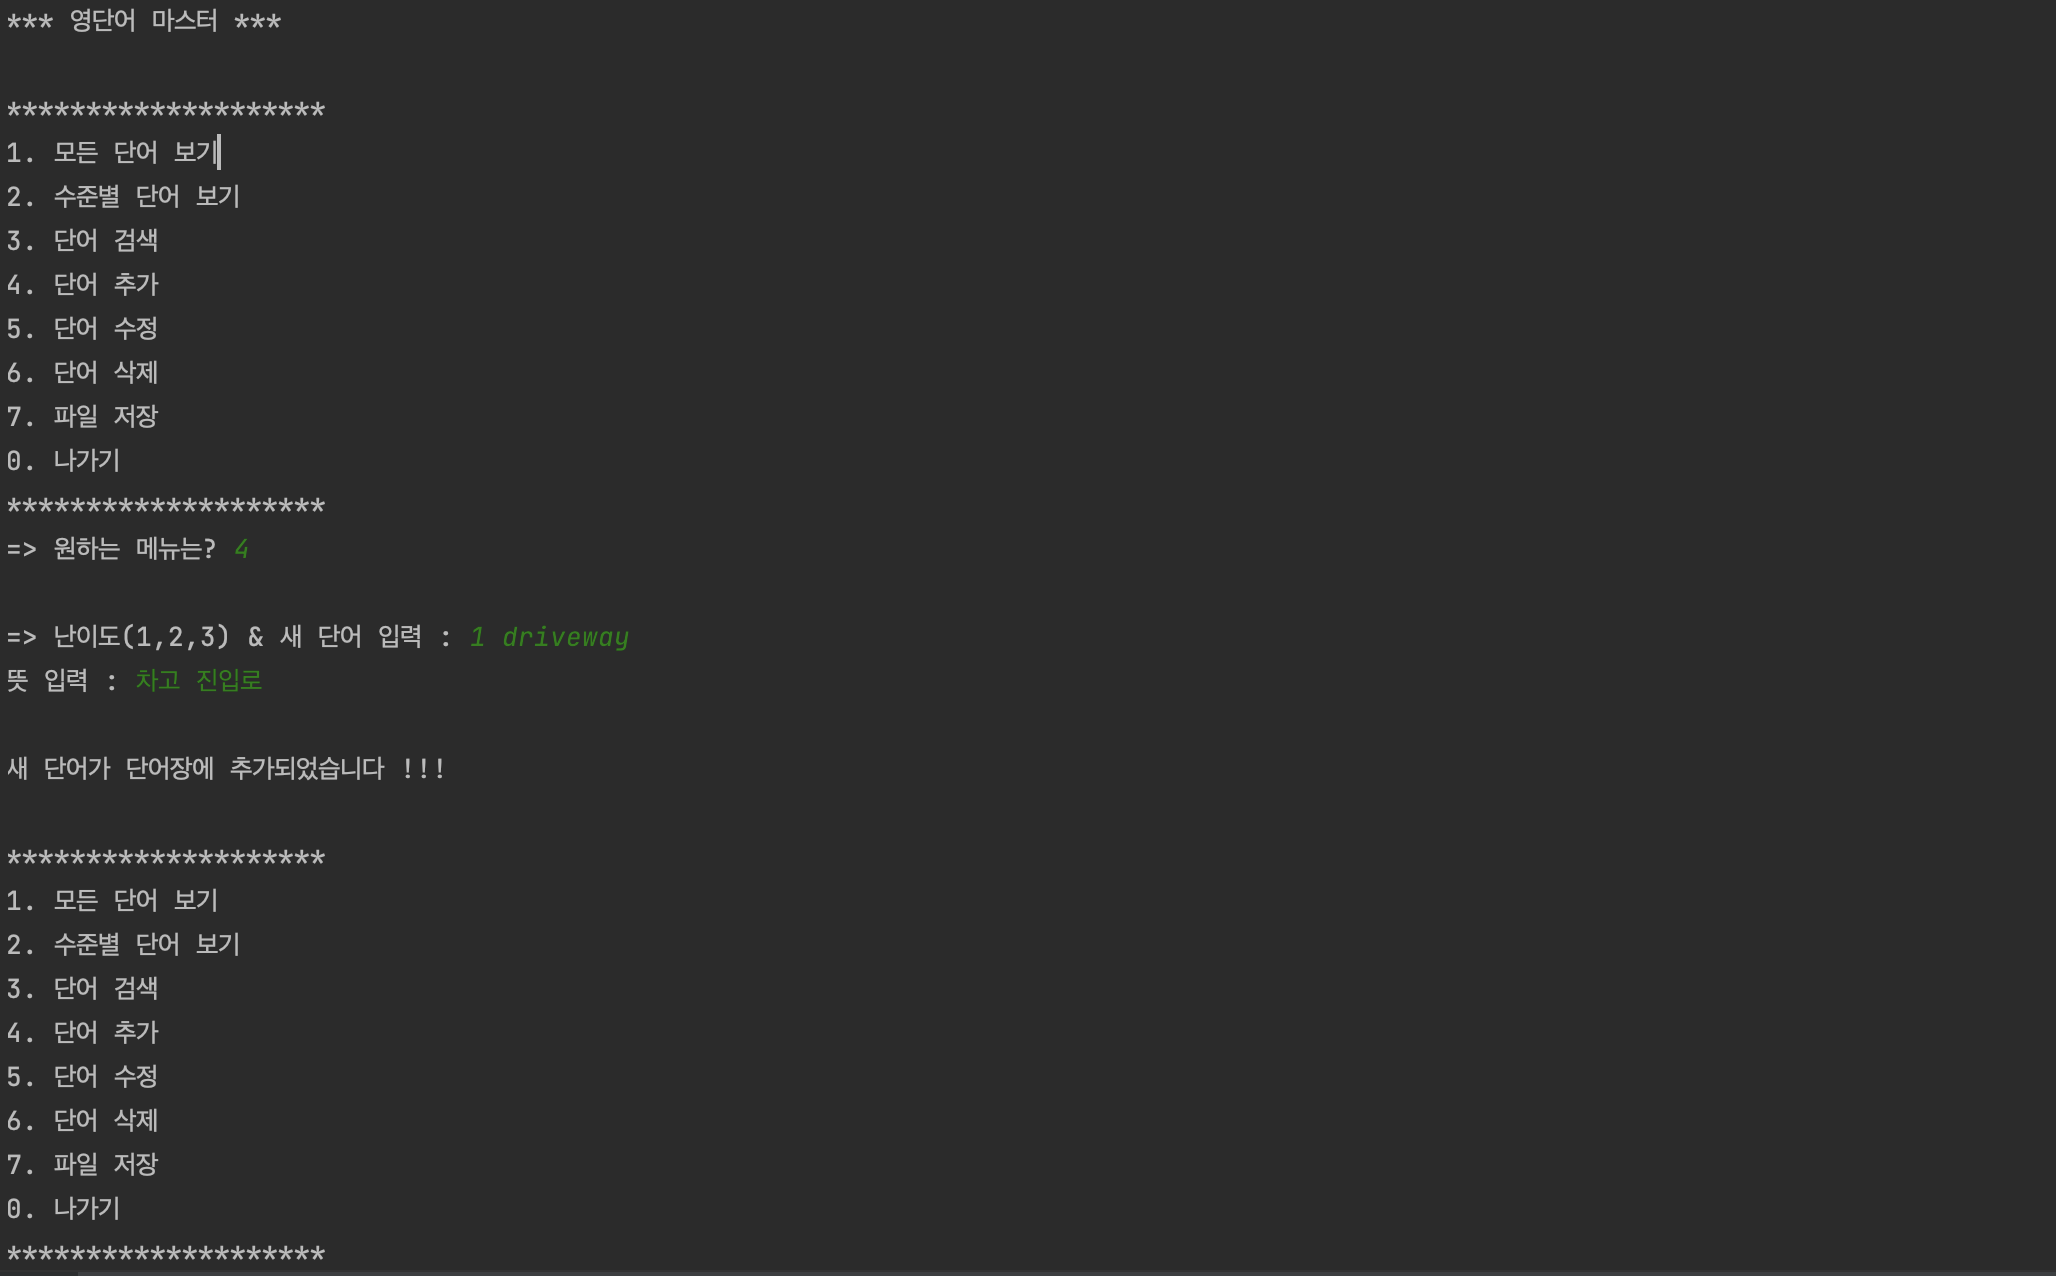 *** 영단어 마스터 ***
********************
1. 모든 단어 보기
2. 수준별 단어 보기
3. 단어 검색
4. 단어 추가
5. 단어 수정
6. 단어 삭제
7. 파일 저장
0. 나가기
********************
=> 원하는 메뉴는? 4
=> 난이도(1,2,3) & 새 단어 입력 : 1 driveway
뜻 입력 : 차고 진입로
새 단어가 단어장에 추가되었습니다 !!!
********************
1. 모든 단어 보기
2. 수준별 단어 보기
3. 단어 검색
4. 단어 추가
5. 단어 수정
6. 단어 삭제
7. 파일 저장
0. 나가기
********************